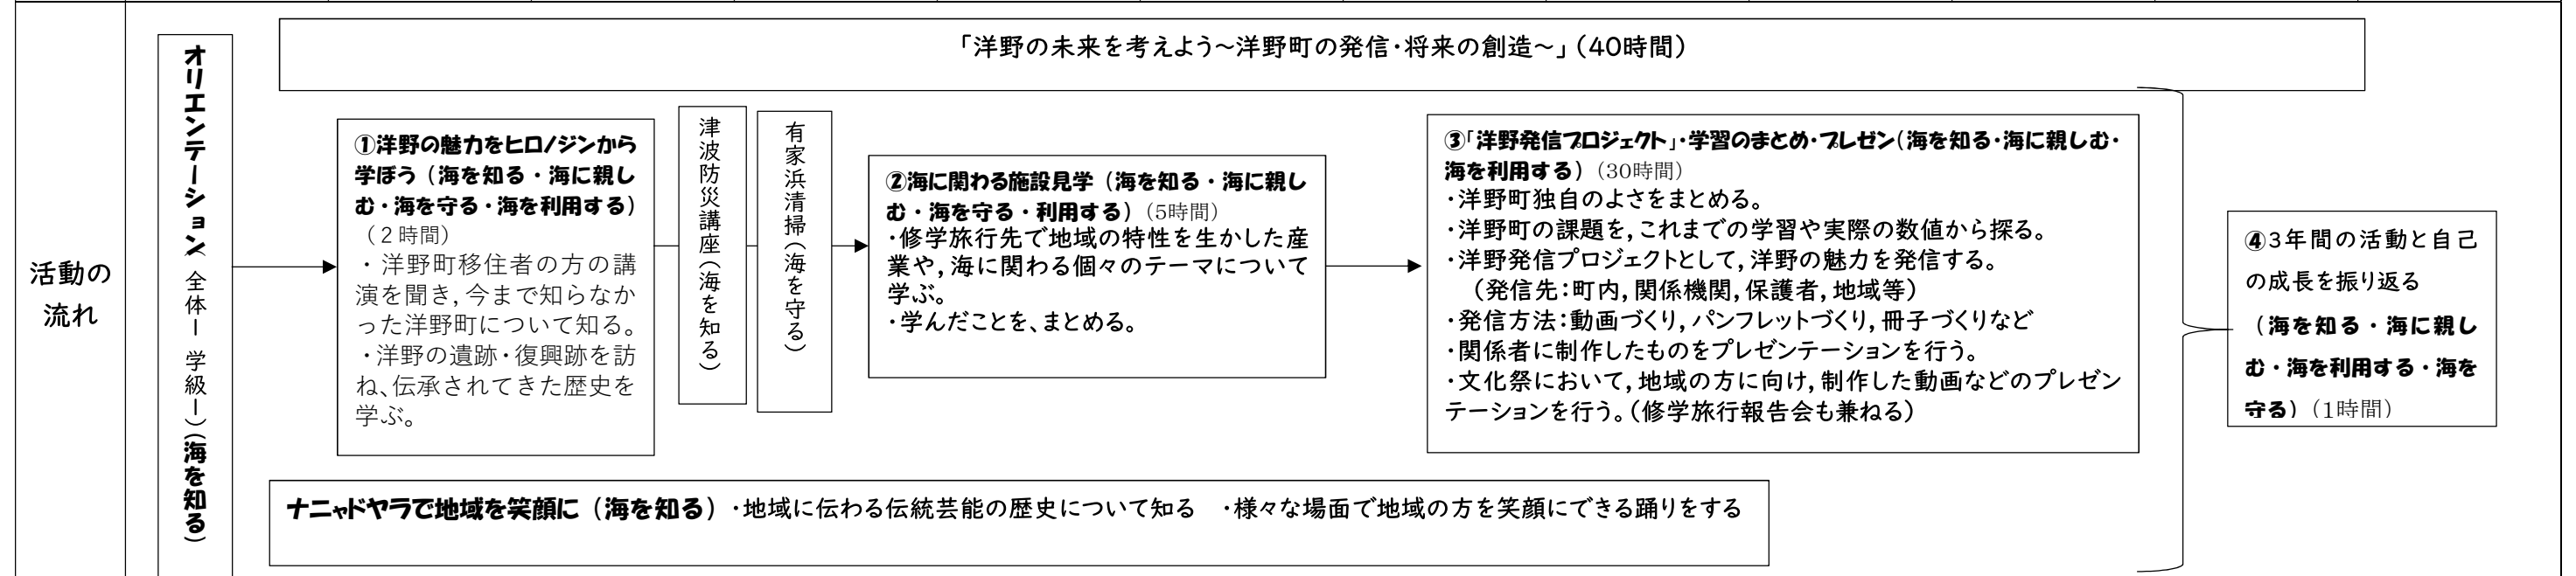 活動の
流れ
オリエンテーション（全体ー 学級ー）（海を知る）
「洋野の未来を考えよう～洋野町の発信・将来の創造～」（40時間）
①洋野の魅力をヒロノジンから
学ぼう（海を知る・海に親し
む・海を守る・海を利用する）
（２時間）
・洋野町移住者の方の講
演を聞き，今まで知らなか
った洋野町について知る。
・洋野の遺跡・復興跡を訪
ね、伝承されてきた歴史を
学ぶ。
津波防災講座（海を知る）
有家浜清掃（海を守る）
②海に関わる施設見学（海を知る・海に親し
む・海を守る・利用する）（5時間）
・修学旅行先で地域の特性を生かした産
業や，海に関わる個々のテーマについて
学ぶ。
・学んだことを、まとめる。
③「洋野発信プロジェクト」・学習のまとめ・プレゼン（海を知る・海に親しむ・
海を利用する）（30時間）
・洋野町独自のよさをまとめる。
・洋野町の課題を，これまでの学習や実際の数値から探る。
・洋野発信プロジェクトとして，洋野の魅力を発信する。
（発信先：町内，関係機関，保護者，地域等）
・発信方法：動画づくり，パンフレットづくり，冊子づくりなど
・関係者に制作したものをプレゼンテーションを行う。
・文化祭において，地域の方に向け，制作した動画などのプレゼン
テーションを行う。（修学旅行報告会も兼ねる）
④３年間の活動と自己
の成長を振り返る
（海を知る・海に親し
む・海を利用する・海を
守る）（1時間）
ナニャドヤラで地域を笑顔に（海を知る）・地域に伝わる伝統芸能の歴史について知る　・様々な場面で地域の方を笑顔にできる踊りをする